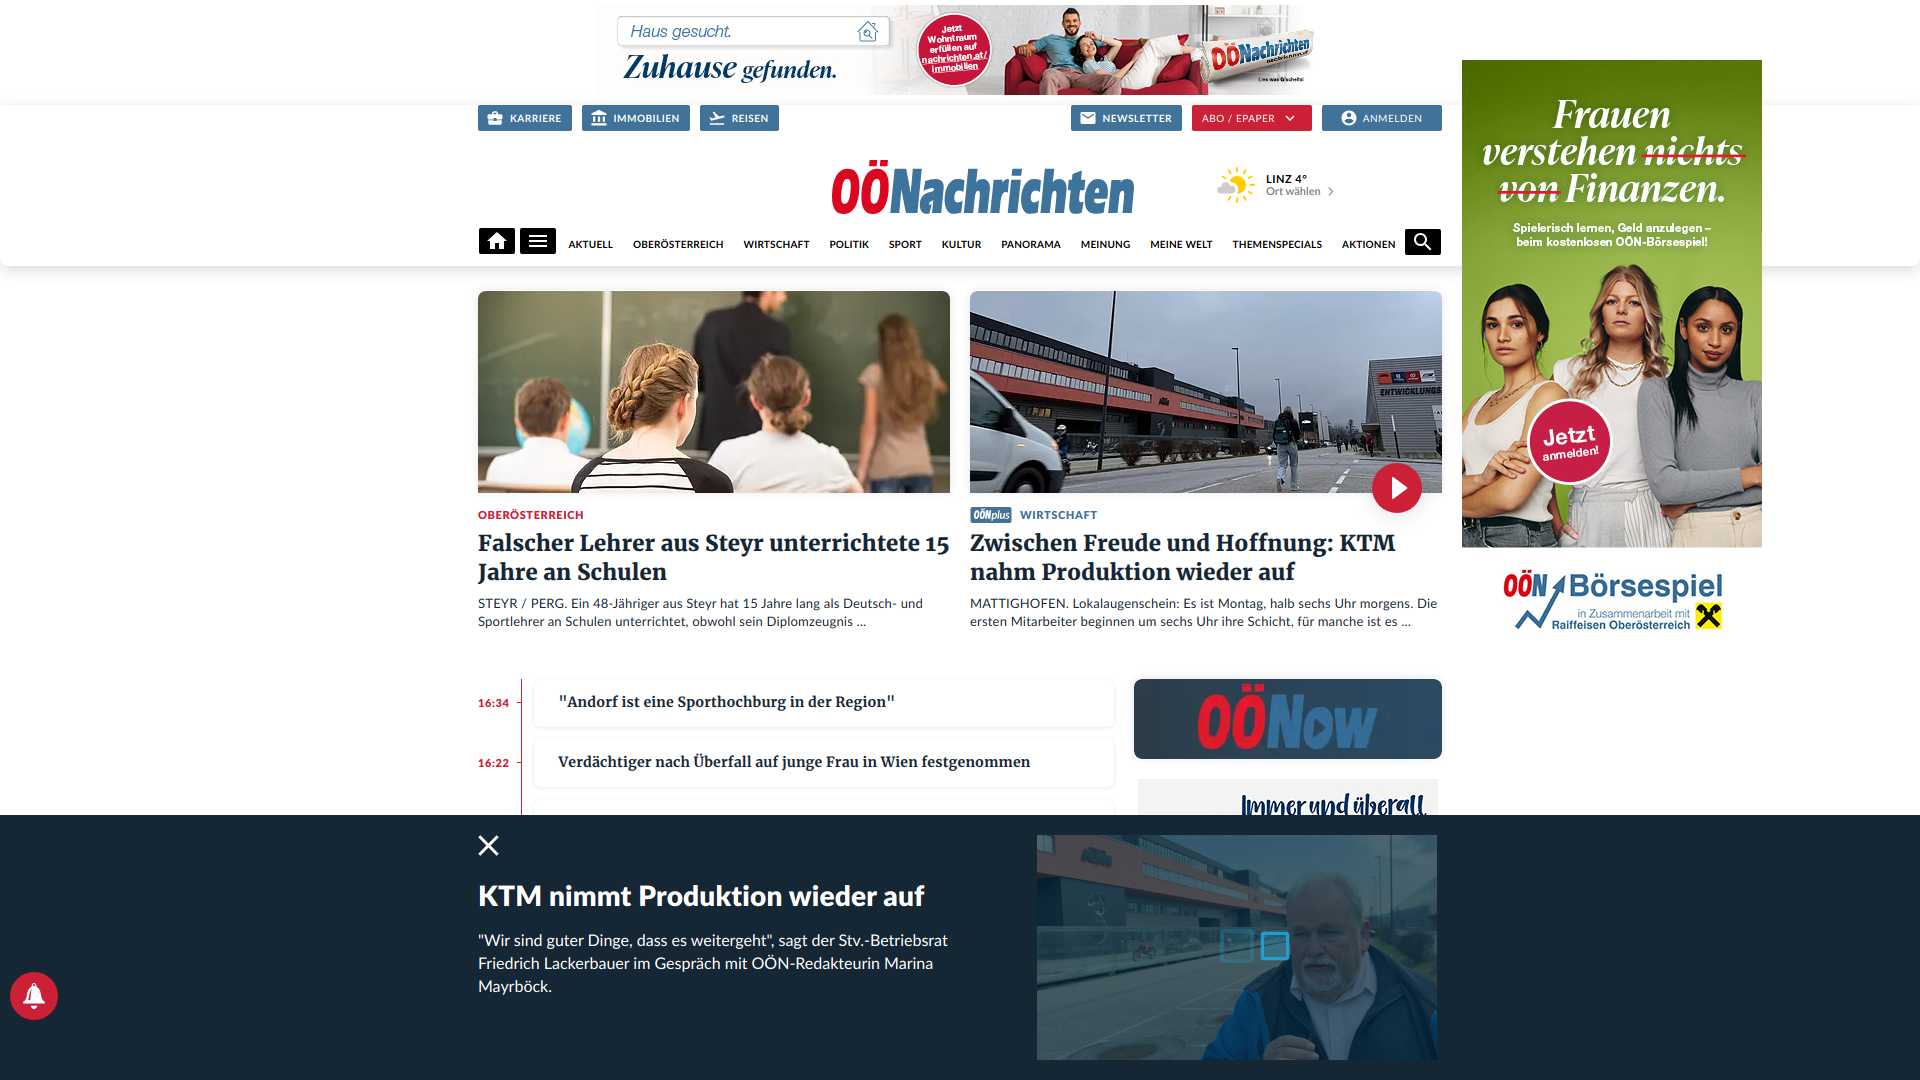 Haus gesucht.
Zuhause gefunden.
Jetzt
Wohntraum
erfüllen auf
nachrichten.at/
immobilien
OÖNachrichten
Lies was G'scheits!
KARRIERE
IMMOBILIEN
REISEN
NEWSLETTER
ABO / EPAPER
ANMELDEN
OÖNachrichten
LINZ 4°
Ort wählen
AKTUELL
OBERÖSTERREICH
WIRTSCHAFT
POLITIK
SPORT
KULTUR
PANORAMA
MEINUNG
MEINE WELT
THEMENSPECIALS
AKTIONEN
Frauen
verstehen nichts
von Finanzen.
Spielerisch lernen, Geld anzulegen –
beim kostenlosen OÖN-Börsespiel!
Jetzt
anmelden!
OÖN Börsespiel
in Zusammenarbeit mit
Raiffeisen Oberösterreich
ENTWICKLUNGS
OBERÖSTERREICH
Falscher Lehrer aus Steyr unterrichtete 15
Jahre an Schulen
STEYR / PERG. Ein 48-Jähriger aus Steyr hat 15 Jahre lang als Deutsch- und
Sportlehrer an Schulen unterrichtet, obwohl sein Diplomzeugnis ...
OÖNplus WIRTSCHAFT
Zwischen Freude und Hoffnung: KTM
nahm Produktion wieder auf
MATTIGHOFEN. Lokalaugenschein: Es ist Montag, halb sechs Uhr morgens. Die
ersten Mitarbeiter beginnen um sechs Uhr ihre Schicht, für manche ist es ...
16:34
"Andorf ist eine Sporthochburg in der Region"
16:22
Verdächtiger nach Überfall auf junge Frau in Wien festgenommen
OÖNow
Immer und überall
KTM nimmt Produktion wieder auf
"Wir sind guter Dinge, dass es weitergeht", sagt der Stv.-Betriebsrat
Friedrich Lackerbauer im Gespräch mit OÖN-Redakteurin Marina
Mayrböck.